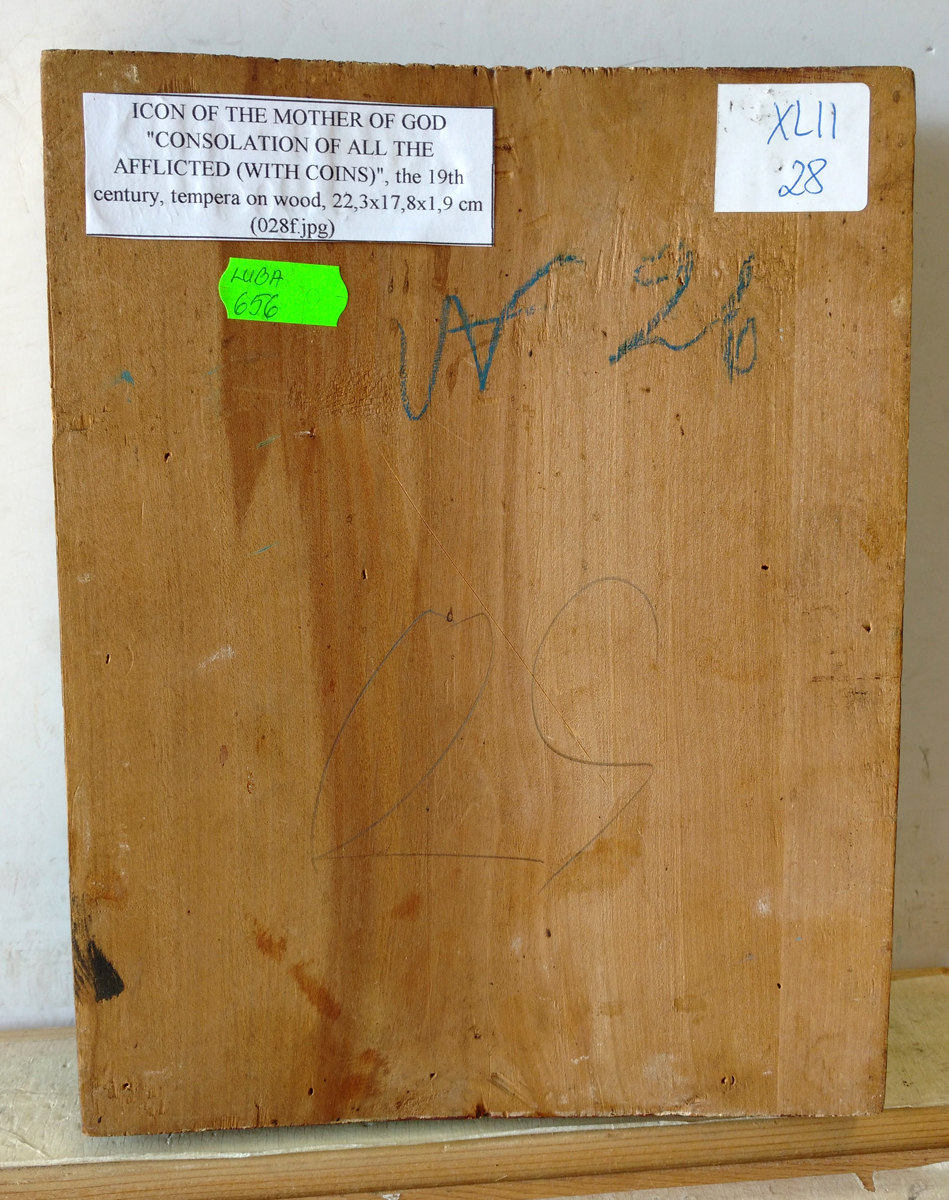 ICON OF THE MOTHER OF GOD
"CONSOLATION OF ALL THE
AFFLICTED (WITH COINS)", the 19th
century, tempera on wood, 22,3x17,8x1,9 cm
(028f.jpg)
XLII
28
LUBA
656